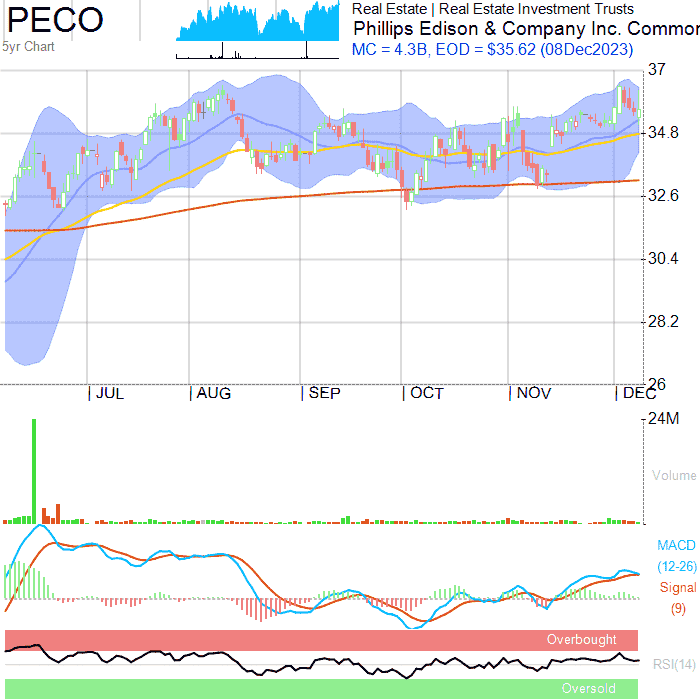 PECO
5yr Chart
Real Estate | Real Estate Investment Trusts
Phillips Edison & Company Inc. Common
MC = 4.3B, EOD = $35.62 (08Dec2023)
37
34.8
32.6
30.4
28.2
26
| JUL | AUG | SEP | OCT | NOV | DEC
24M
Volume
MACD
(12-26)
Signal
(9)
Overbought
RSI(14)
Oversold